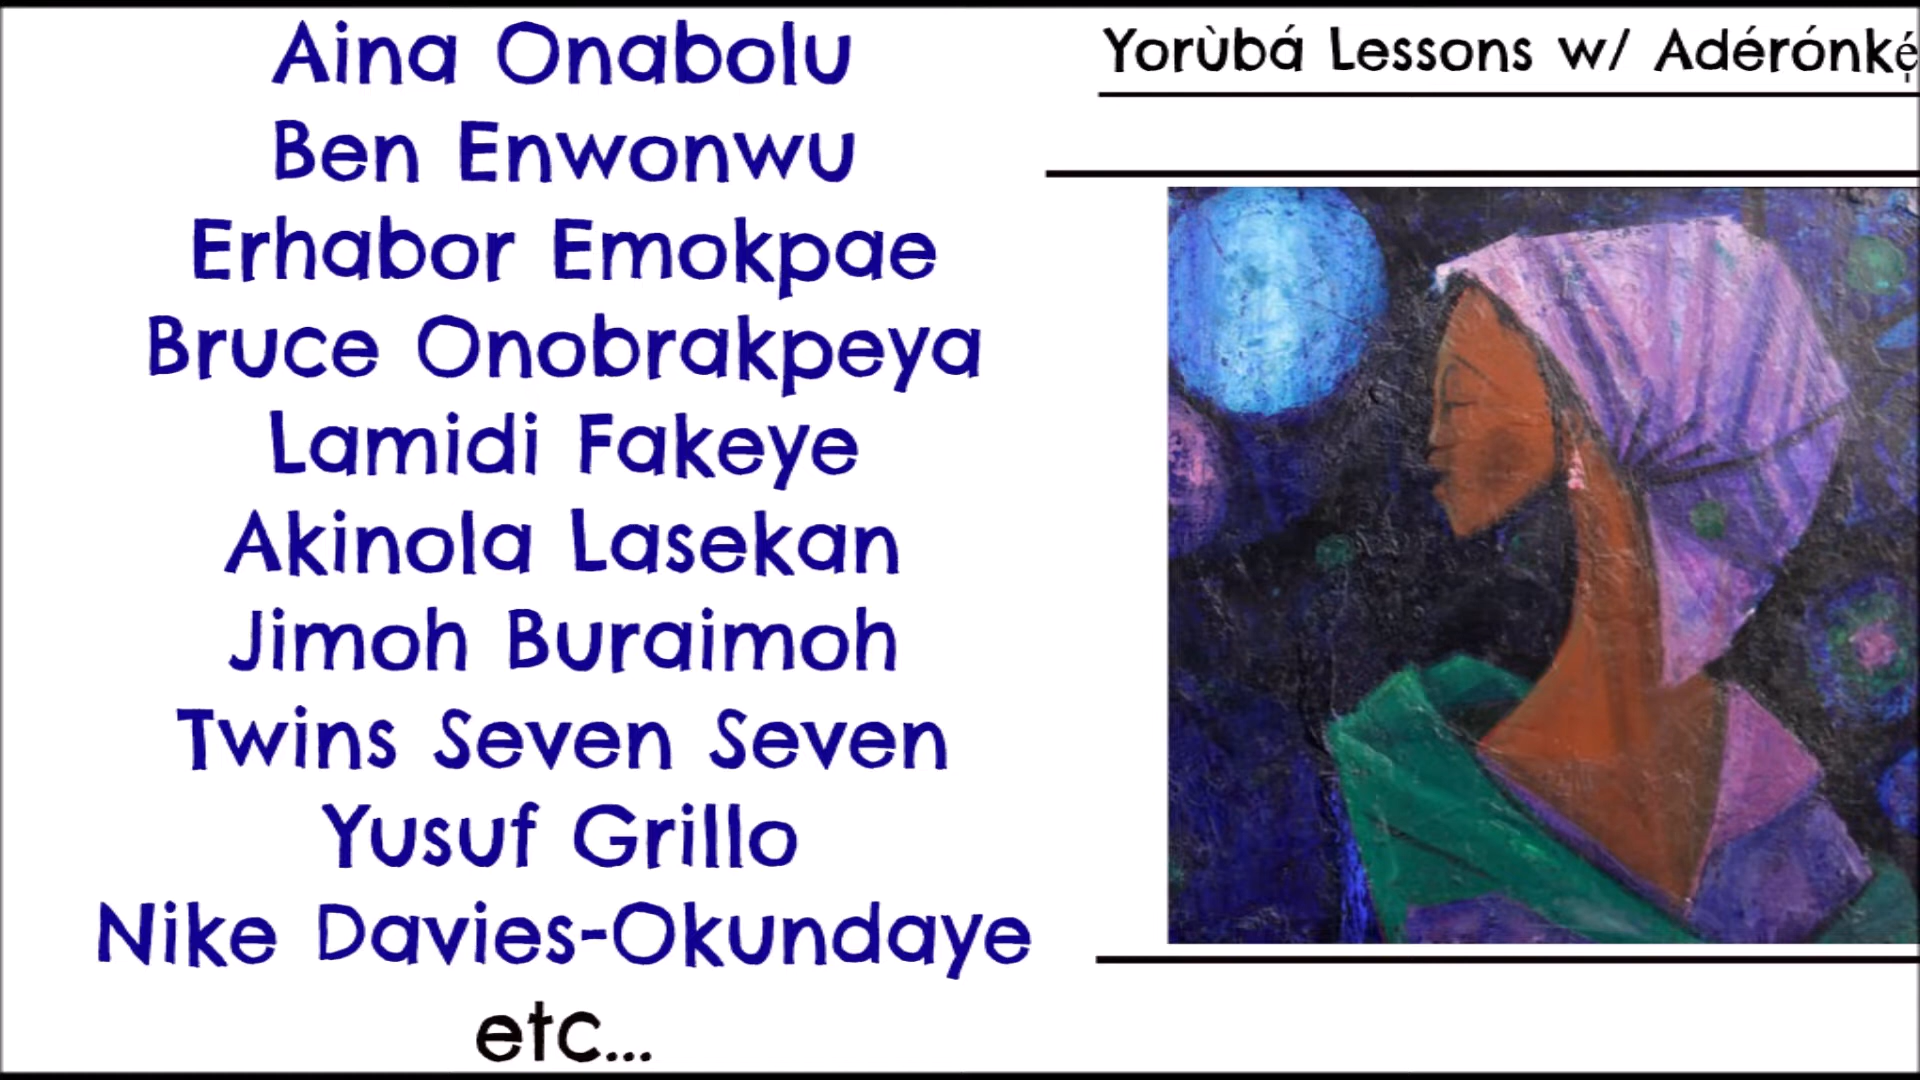 Aina Onabolu
Ben Enwonwu
Erhabor Emokpae
Bruce Onobrakpeya
Lamidi Fakeye
Akinola Lasekan
Jimoh Buraimoh
Twins Seven Seven
Yusuf Grillo
Nike Davies-Okundaye
etc...
Yorùbá Lessons w/ Adérónkẹ́